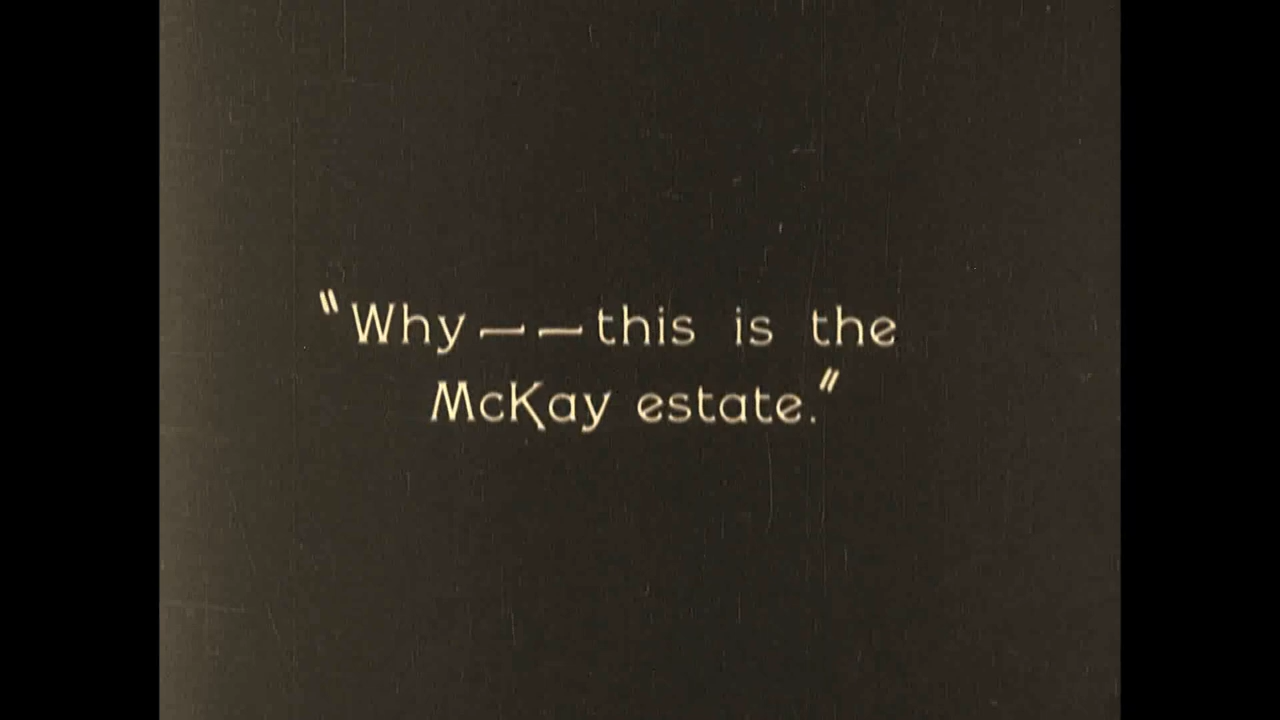 "Why — — this is the
McKay estate."